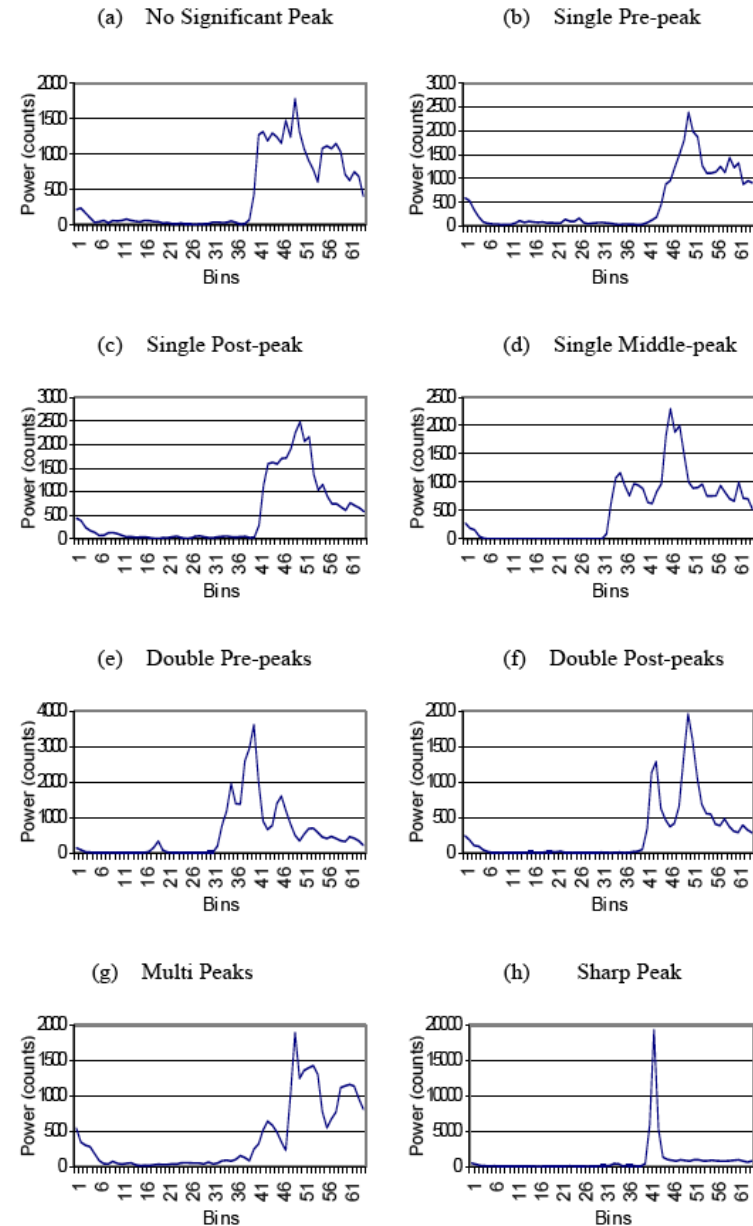 (a) No Significant Peak
Power (counts)
2000
1500
1000
500
0
1 6 11 16 21 26 31 36 41 46 51 56 61
Bins
(b) Single Pre-peak
Power (counts)
3000
2500
2000
1500
1000
500
0
1 6 11 16 21 26 31 36 41 46 51 56 61
Bins
(c) Single Post-peak
Power (counts)
3000
2500
2000
1500
1000
500
0
1 6 11 16 21 26 31 36 41 46 51 56 61
Bins
(d) Single Middle-peak
Power (counts)
2500
2000
1500
1000
500
0
1 6 11 16 21 26 31 36 41 46 51 56 61
Bins
(e) Double Pre-peaks
Power (counts)
4000
3000
2000
1000
0
1 6 11 16 21 26 31 36 41 46 51 56 61
Bins
(f) Double Post-peaks
Power (counts)
2000
1500
1000
500
0
1 6 11 16 21 26 31 36 41 46 51 56 61
Bins
(g) Multi Peaks
Power (counts)
2000
1500
1000
500
0
1 6 11 16 21 26 31 36 41 46 51 56 61
Bins
(h) Sharp Peak
Power (counts)
20000
15000
10000
5000
0
1 6 11 16 21 26 31 36 41 46 51 56 61
Bins